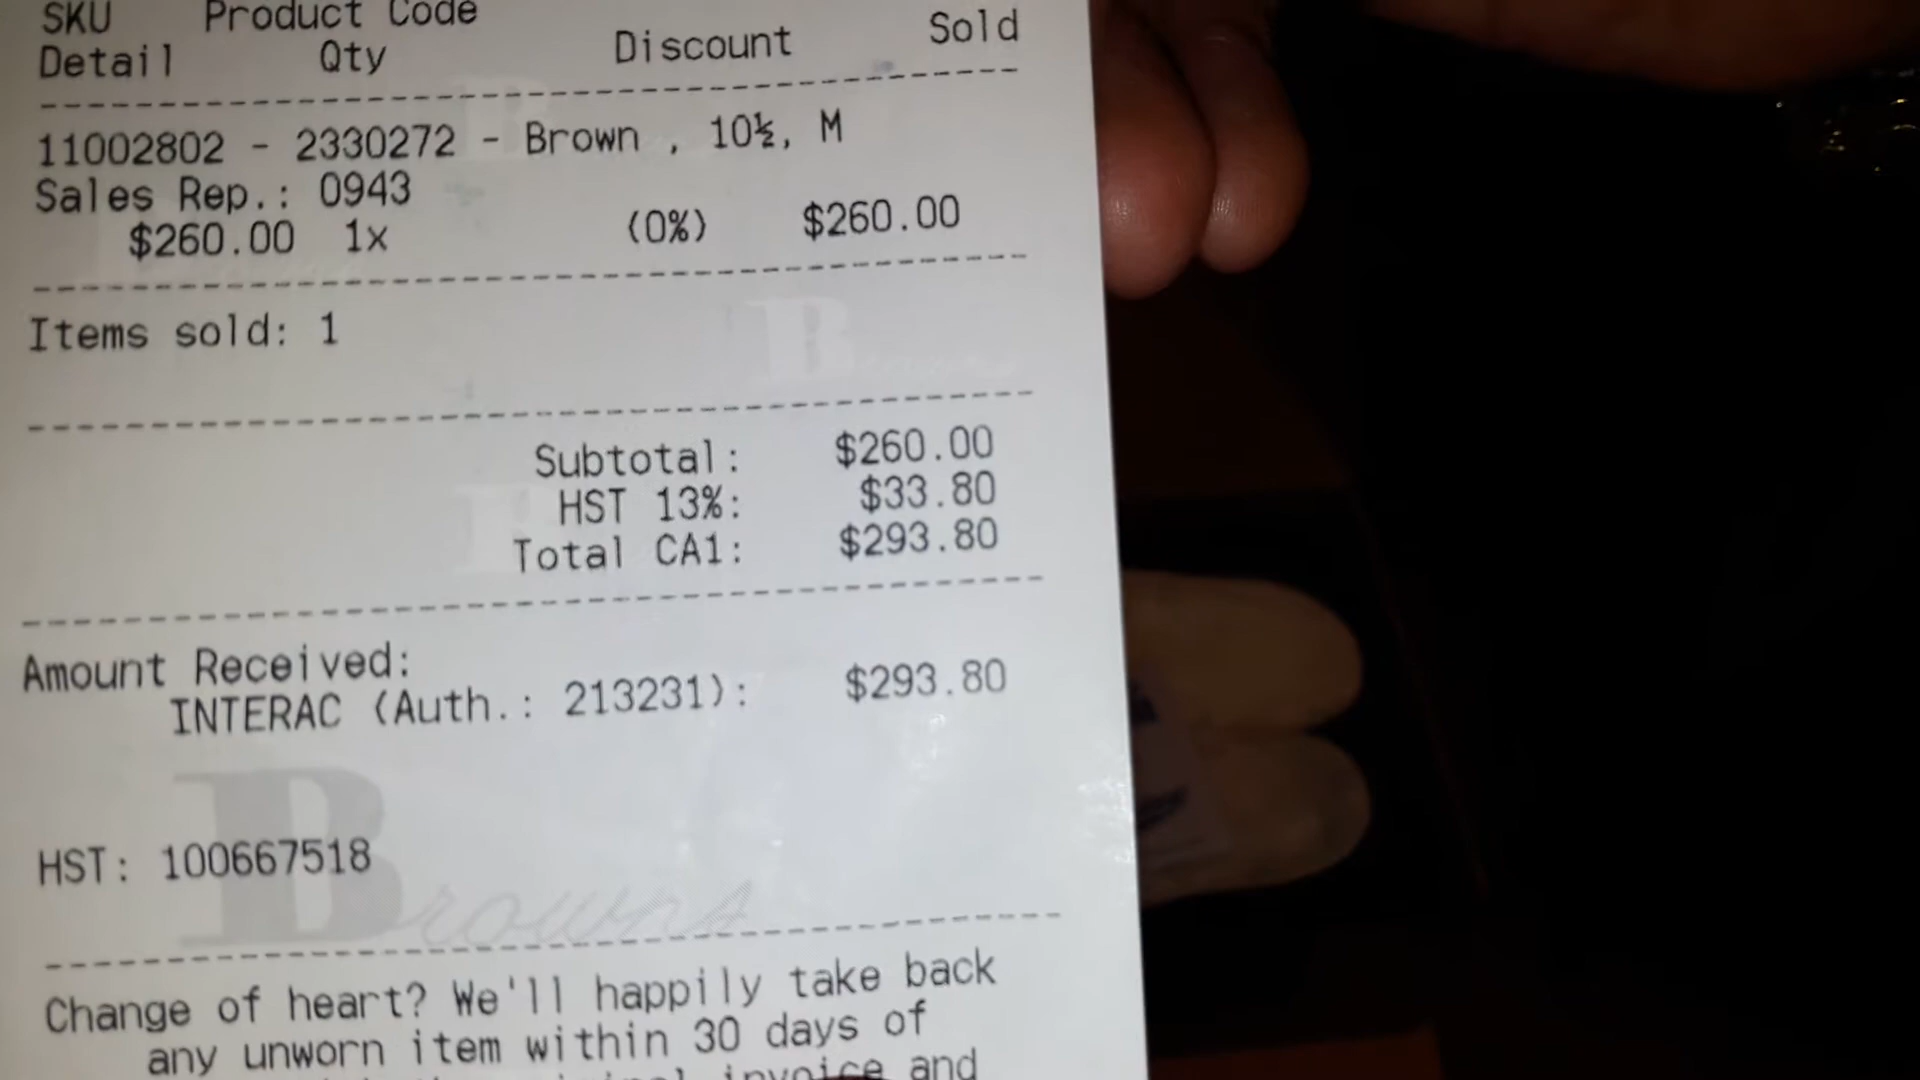 SKU Product Code
Detail Qty Discount Sold
11002802 - 2330272 - Brown , 10½, M
Sales Rep.: 0943
$260.00 1x (0%) $260.00
Items sold: 1
Subtotal: $260.00
HST 13%: $33.80
Total CA1: $293.80
Amount Received:
INTERAC (Auth.: 213231): $293.80
HST: 100667518
Browns
Change of heart? We'll happily take back
any unworn item within 30 days of
invoice and